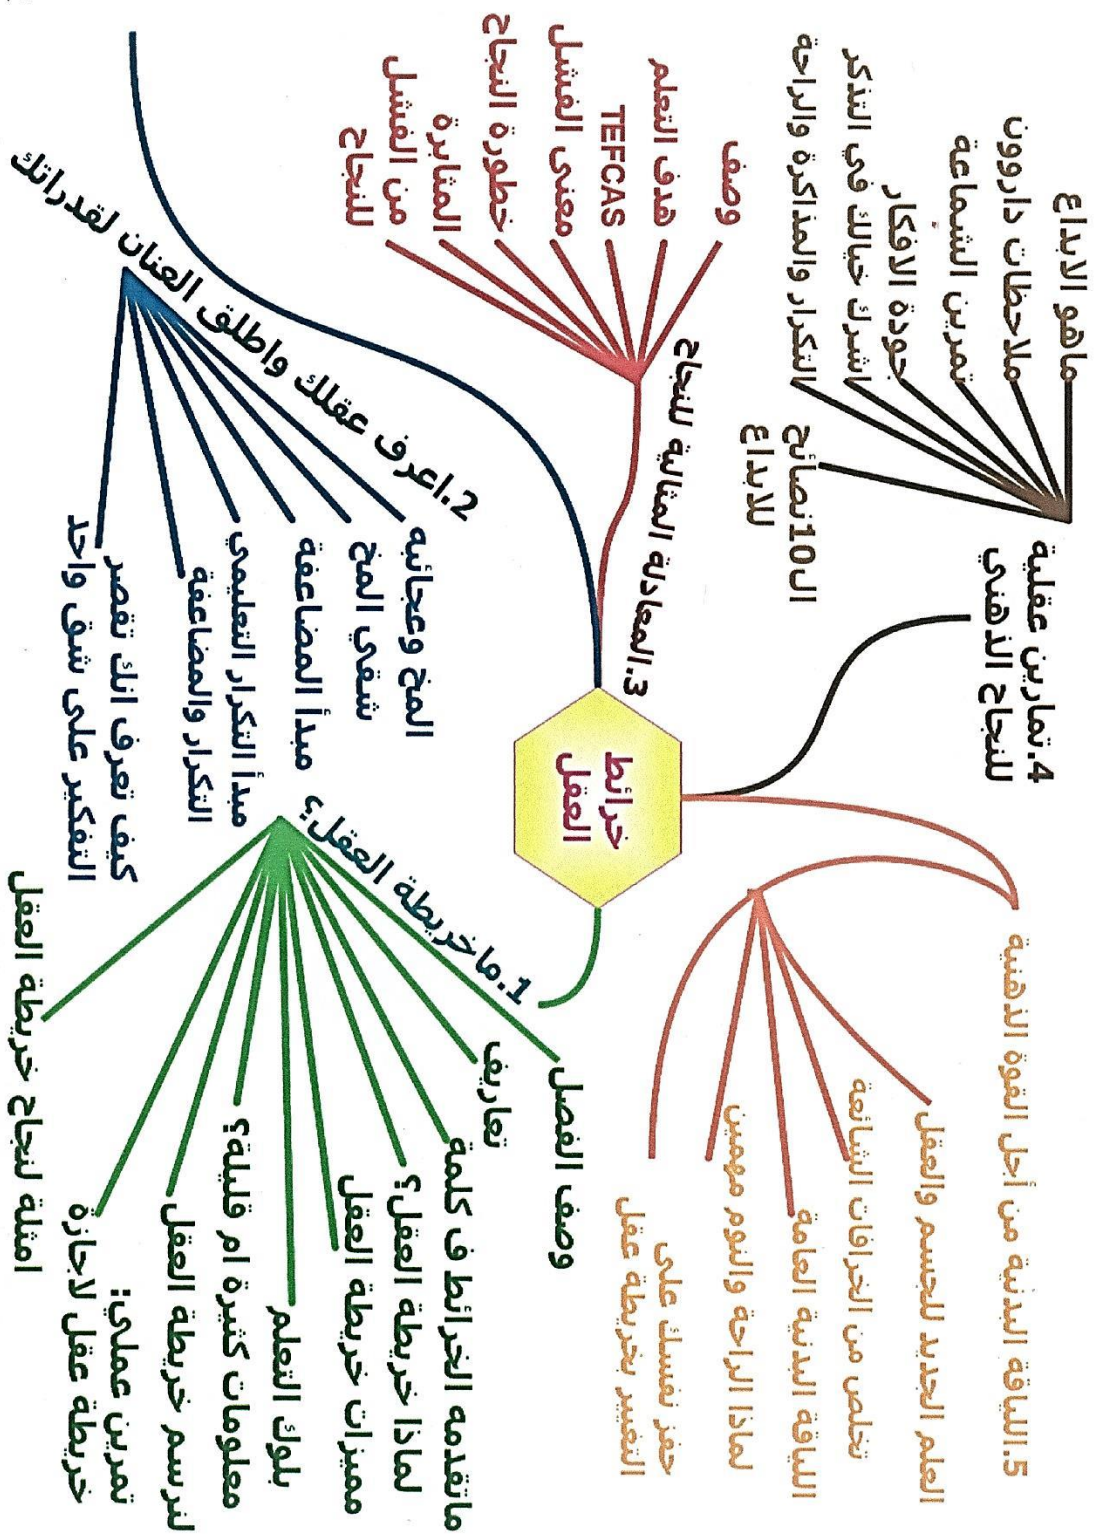 خرائط
العقل
1.ماخريطة العقل؟
وصف الفصل
تعاريف
ماتقدمه الخرائط ف كلمة
لماذا خريطة العقل؟
مميزات خريطة العقل
بلوك التعلم
معلومات كثيرة ام قليلة؟
لنرسم خريطة العقل
تمرين عملي:
خريطة عقل لاجازة
امثلة لنجاح خريطة العقل
2.اعرف عقلك واطلق العنان لقدراتك
المخ وعجائبه
شقي المخ
مبدأ المضاعفة
مبدأ التكرار التعليمي
التكرار والمضاعفة
كيف تعرف انك تقصر
التفكير على شق واحد
3.المعادلة المثالية للنجاح
وصف
هدف التعلم
TEFCAS
معنى الفشل
خطورة النجاح
المثابرة
من الفشل
للنجاح
4.تمارين عقلية
للنجاح الذهني
ماهو الابداع
ملاحظات داروون
تمرين الشماعة
جودة الافكار
اشرك خيالك في التذكر
التكرار والمذاكرة والراحة
ال10نصائح
للابداع
5.اللياقة البدنية من أجل القوة الذهنية
العلم الجديد للجسم والعقل
تخلص من الخرافات الشائعة
اللياقة البدنية العامة
لماذا الراحة والنوم مهمين
حفز نفسك على
التغيير بخريطة عقل